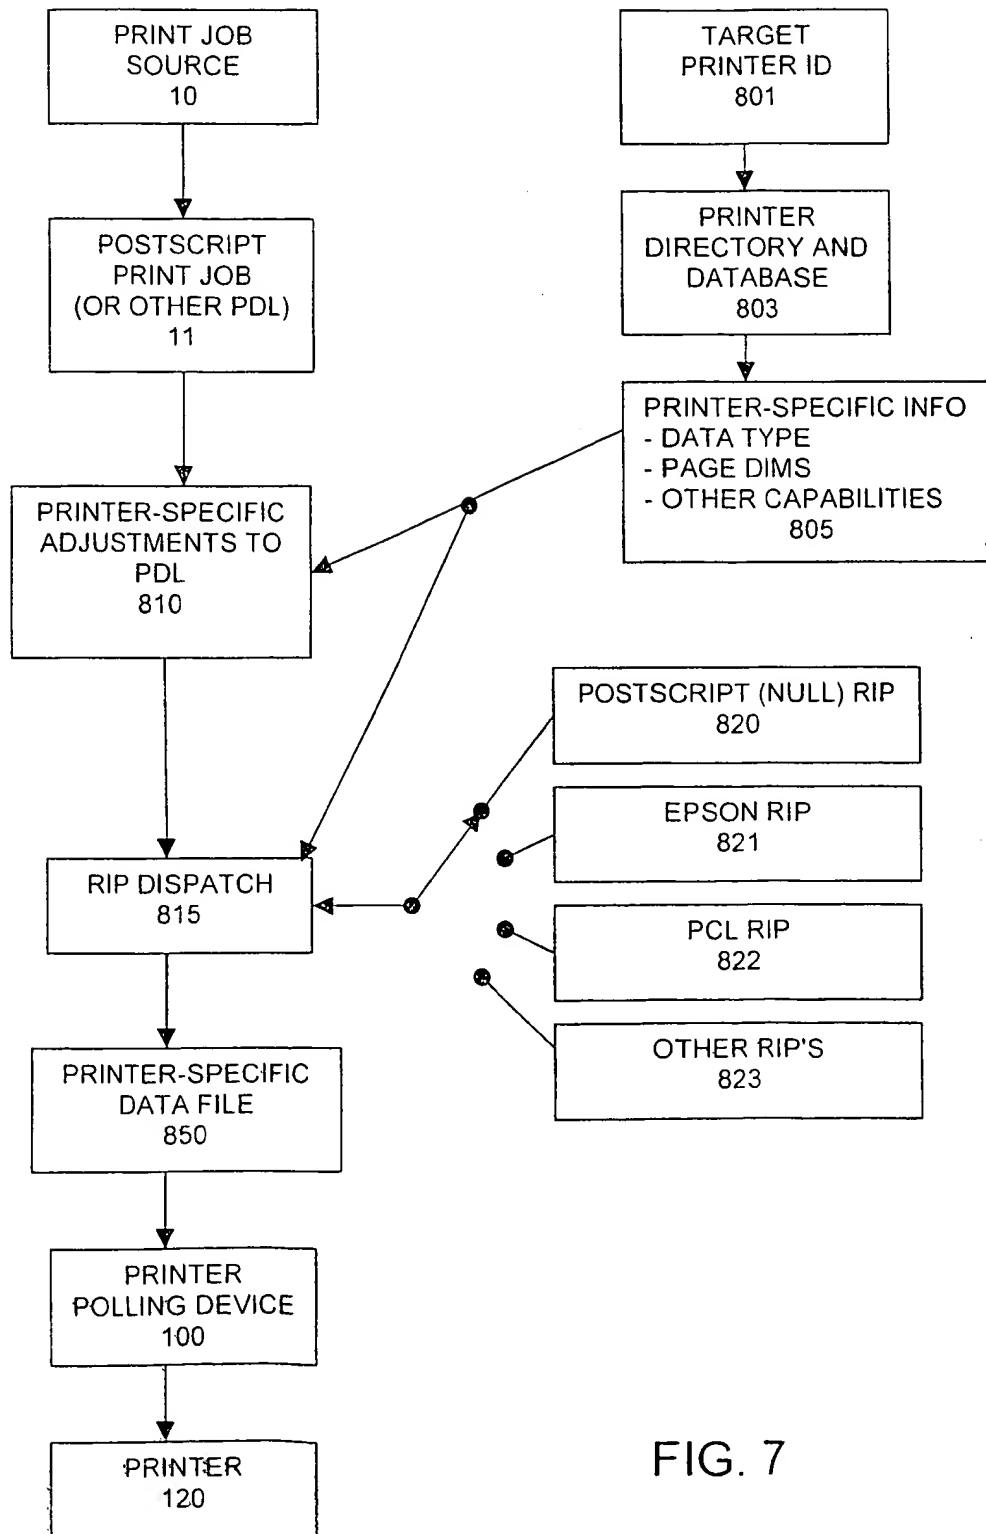 PRINT JOB
SOURCE
10
TARGET
PRINTER ID
801
POSTSCRIPT
PRINT JOB
(OR OTHER PDL)
11
PRINTER
DIRECTORY AND
DATABASE
803
PRINTER-SPECIFIC INFO
- DATA TYPE
- PAGE DIMS
- OTHER CAPABILITIES
805
PRINTER-SPECIFIC
ADJUSTMENTS TO
PDL
810
POSTSCRIPT (NULL) RIP
820
EPSON RIP
821
RIP DISPATCH
815
PCL RIP
822
OTHER RIP'S
823
PRINTER-SPECIFIC
DATA FILE
850
PRINTER
POLLING DEVICE
100
PRINTER
120
FIG. 7